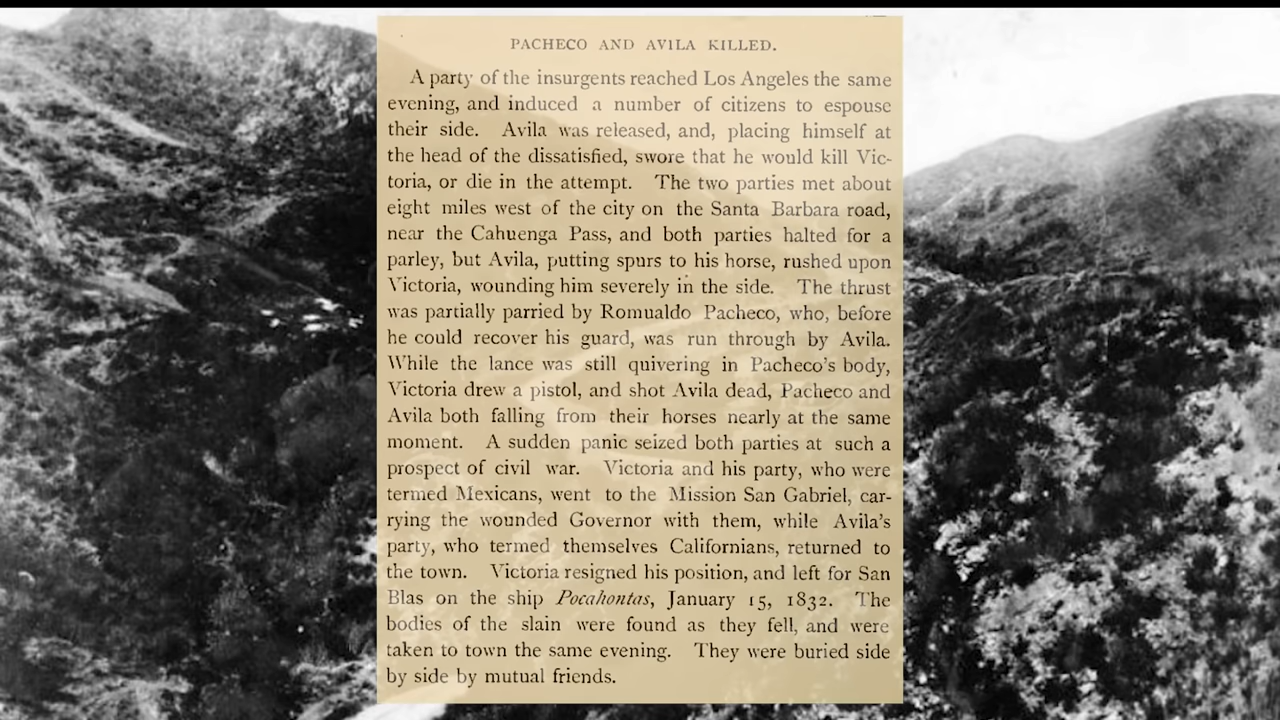 PACHECO AND AVILA KILLED.
A party of the insurgents reached Los Angeles the same
evening, and induced a number of citizens to espouse
their side. Avila was released, and, placing himself at
the head of the dissatisfied, swore that he would kill Vic-
toria, or die in the attempt. The two parties met about
eight miles west of the city on the Santa Barbara road,
near the Cahuenga Pass, and both parties halted for a
parley, but Avila, putting spurs to his horse, rushed upon
Victoria, wounding him severely in the side. The thrust
was partially parried by Romualdo Pacheco, who, before
he could recover his guard, was run through by Avila.
While the lance was still quivering in Pacheco's body,
Victoria drew a pistol, and shot Avila dead, Pacheco and
Avila both falling from their horses nearly at the same
moment. A sudden panic seized both parties at such a
prospect of civil war. Victoria and his party, who were
termed Mexicans, went to the Mission San Gabriel, car-
rying the wounded Governor with them, while Avila's
party, who termed themselves Californians, returned to
the town. Victoria resigned his position, and left for San
Blas on the ship Pocahontas, January 15, 1832. The
bodies of the slain were found as they fell, and were
taken to town the same evening. They were buried side
by side by mutual friends.